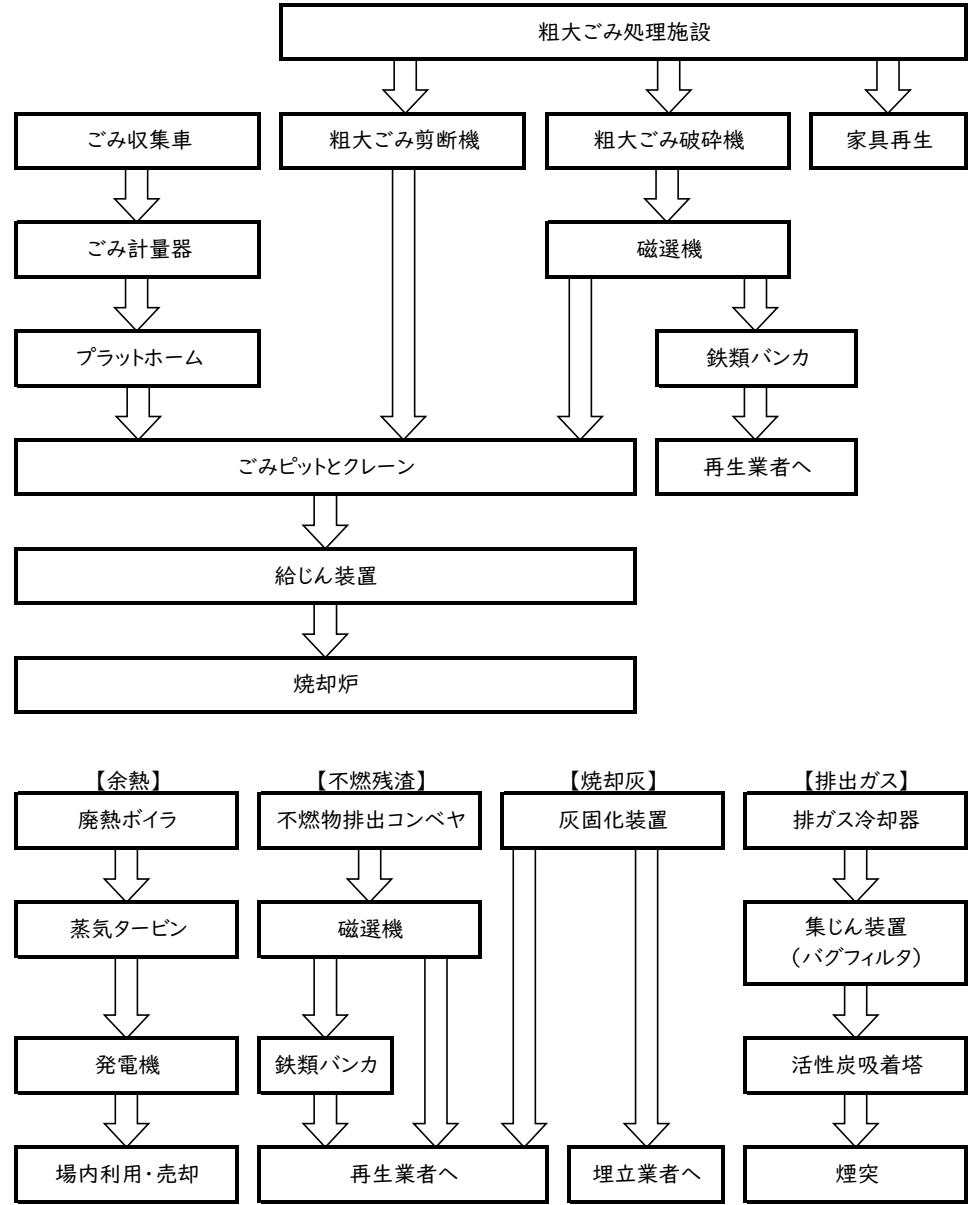 粗大ごみ処理施設
ごみ収集車
粗大ごみ剪断機
粗大ごみ破砕機
家具再生
ごみ計量器
磁選機
プラットホーム
鉄類バンカ
ごみピットとクレーン
再生業者へ
給じん装置
焼却炉
【余熱】
【不燃残渣】
【焼却灰】
【排出ガス】
廃熱ボイラ
不燃物排出コンベヤ
灰固化装置
排ガス冷却器
蒸気タービン
磁選機
集じん装置
（バグフィルタ）
発電機
鉄類バンカ
活性炭吸着塔
場内利用・売却
再生業者へ
埋立業者へ
煙突